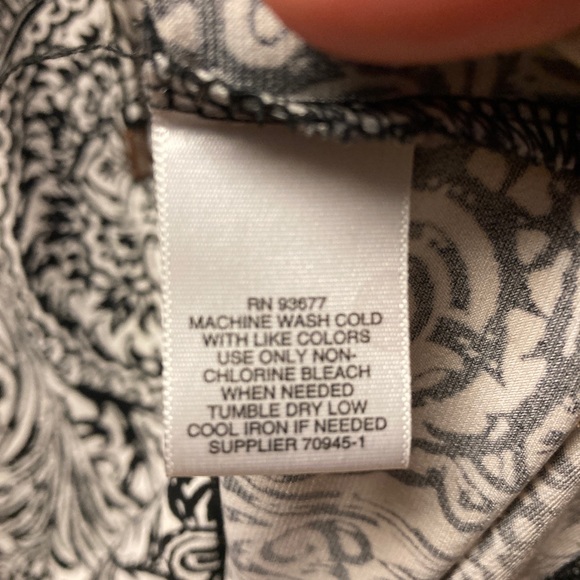 RN 93677
MACHINE WASH COLD
WITH LIKE COLORS
USE ONLY NON-
CHLORINE BLEACH
WHEN NEEDED
TUMBLE DRY LOW
COOL IRON IF NEEDED
SUPPLIER 70945-1